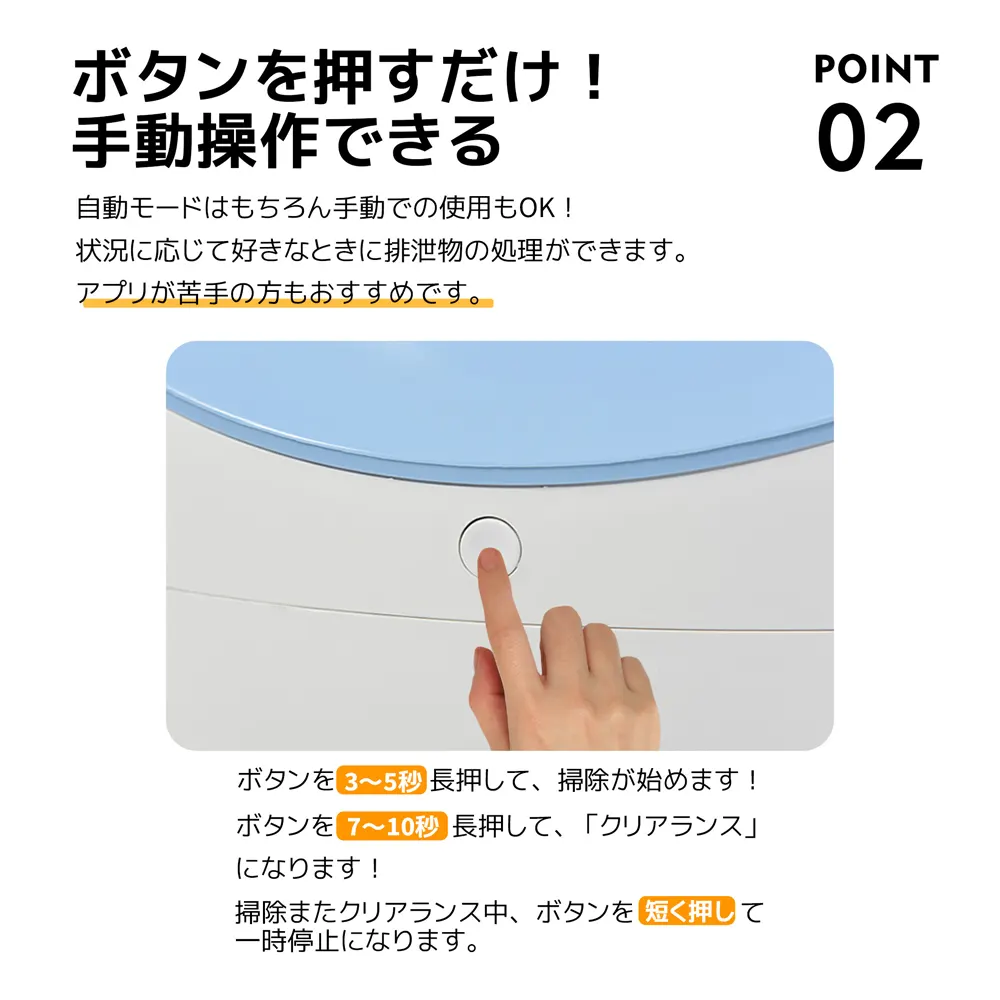 ボタンを押すだけ！
手動操作できる
POINT
02
自動モードはもちろん手動での使用もOK！
状況に応じて好きなときに排泄物の処理ができます。
アプリが苦手の方もおすすめです。
ボタンを3〜5秒長押して、掃除が始めます！
ボタンを7〜10秒長押して、「クリアランス」
になります！
掃除またクリアランス中、ボタンを短く押して
一時停止になります。